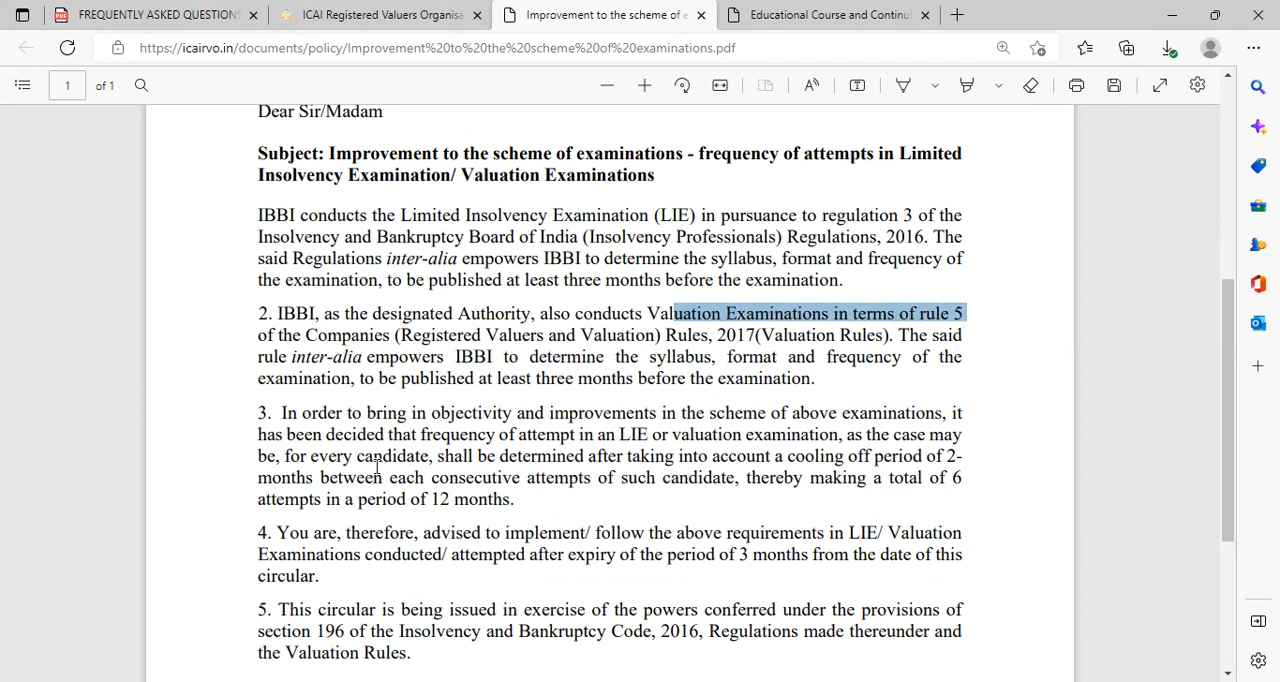 FREQUENTLY ASKED QUESTION
ICAI Registered Valuers Organisa
Improvement to the scheme of e
Educational Course and Continu
https://icairvo.in/documents/policy/Improvement%20to%20the%20scheme%20of%20examinations.pdf
1 of 1
Dear Sir/Madam
Subject: Improvement to the scheme of examinations - frequency of attempts in Limited
Insolvency Examination/ Valuation Examinations
IBBI conducts the Limited Insolvency Examination (LIE) in pursuance to regulation 3 of the
Insolvency and Bankruptcy Board of India (Insolvency Professionals) Regulations, 2016. The
said Regulations inter-alia empowers IBBI to determine the syllabus, format and frequency of
the examination, to be published at least three months before the examination.
2. IBBI, as the designated Authority, also conducts Valuation Examinations in terms of rule 5
of the Companies (Registered Valuers and Valuation) Rules, 2017(Valuation Rules). The said
rule inter-alia empowers IBBI to determine the syllabus, format and frequency of the
examination, to be published at least three months before the examination.
3. In order to bring in objectivity and improvements in the scheme of above examinations, it
has been decided that frequency of attempt in an LIE or valuation examination, as the case may
be, for every candidate, shall be determined after taking into account a cooling off period of 2-
months between each consecutive attempts of such candidate, thereby making a total of 6
attempts in a period of 12 months.
4. You are, therefore, advised to implement/ follow the above requirements in LIE/ Valuation
Examinations conducted/ attempted after expiry of the period of 3 months from the date of this
circular.
5. This circular is being issued in exercise of the powers conferred under the provisions of
section 196 of the Insolvency and Bankruptcy Code, 2016, Regulations made thereunder and
the Valuation Rules.